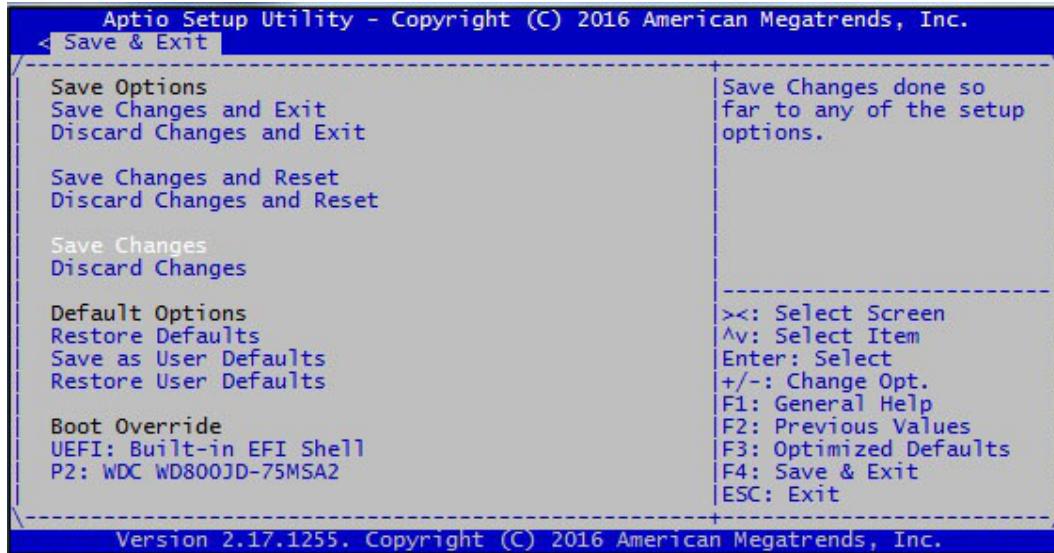 Aptio Setup Utility - Copyright (C) 2016 American Megatrends, Inc.
< Save & Exit
Save Options
Save Changes and Exit
Discard Changes and Exit
Save Changes and Reset
Discard Changes and Reset
Save Changes
Discard Changes
Default Options
Restore Defaults
Save as User Defaults
Restore User Defaults
Boot Override
UEFI: Built-in EFI Shell
P2: WDC WD800JD-75MSA2
Save Changes done so
far to any of the setup
options.
><: Select Screen
^v: Select Item
Enter: Select
+/-: Change Opt.
F1: General Help
F2: Previous Values
F3: Optimized Defaults
F4: Save & Exit
ESC: Exit
Version 2.17.1255. Copyright (C) 2016 American Megatrends, Inc.